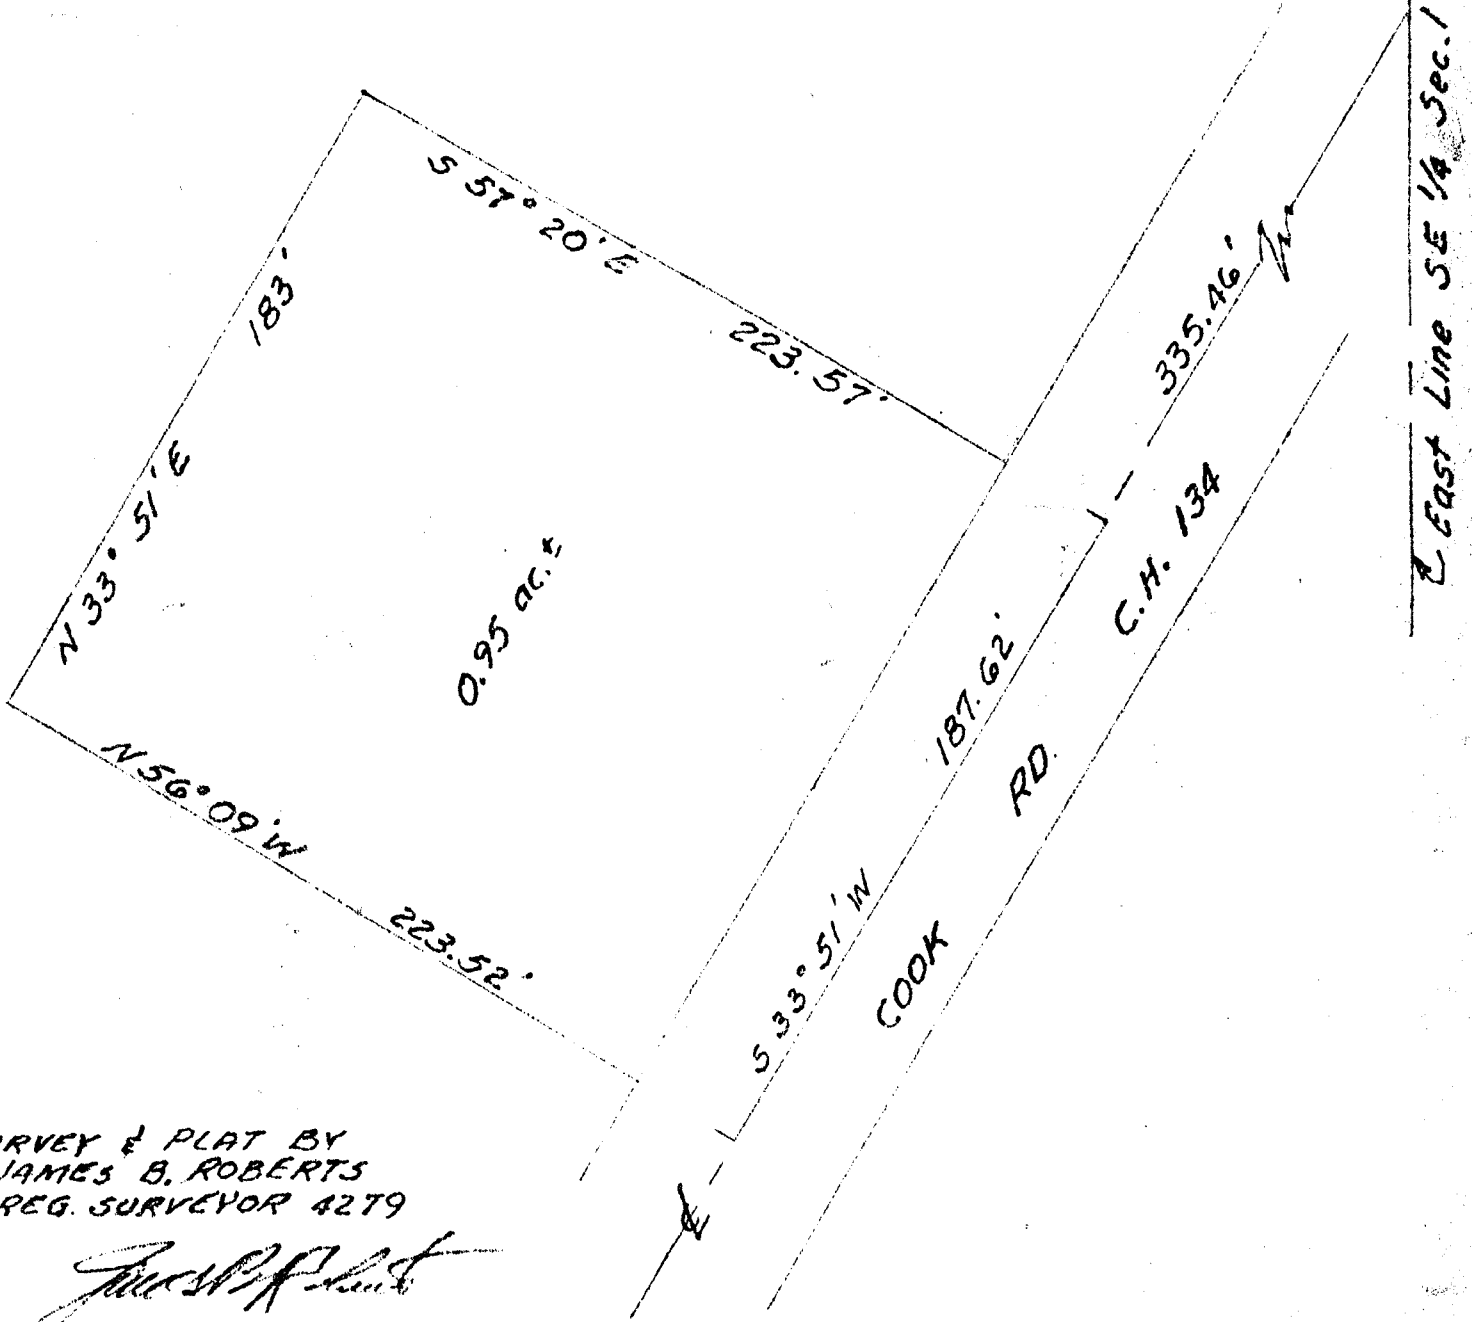 S 57° 20' E
223.57'
183'
N 33° 51' E
0.95 ac.±
N 56° 09' W
223.52'
335.46'
187.62'
S 33° 51' W
C.H. 134
COOK RD.
℄ East Line SE 1/4 Sec. 1
℄
RVEY & PLAT BY
JAMES B. ROBERTS
REG. SURVEYOR 4279
James B. Roberts